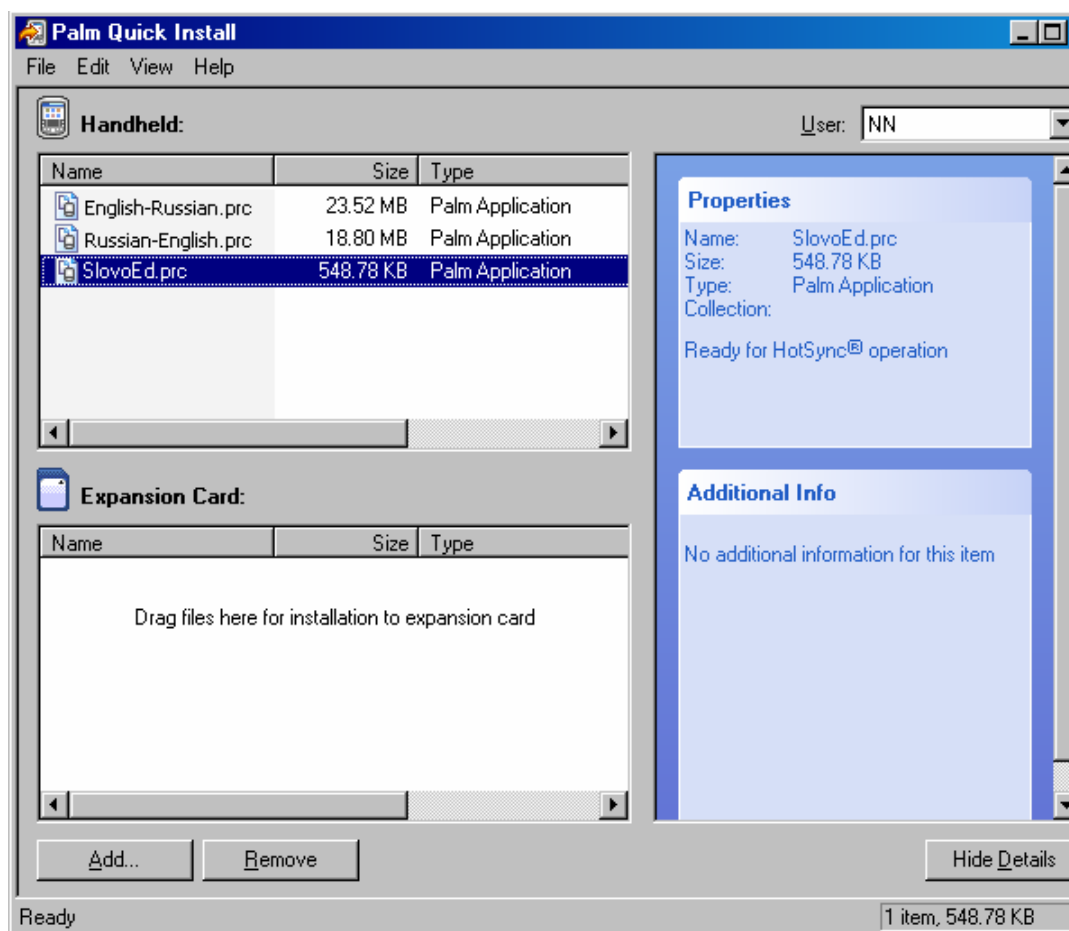 Palm Quick Install
File Edit View Help
Handheld:
User: NN
Name Size Type
English-Russian.prc 23.52 MB Palm Application
Russian-English.prc 18.80 MB Palm Application
SlovoEd.prc 548.78 KB Palm Application
Expansion Card:
Name Size Type
Drag files here for installation to expansion card
Properties
Name: SlovoEd.prc
Size: 548.78 KB
Type: Palm Application
Collection:
Ready for HotSync® operation
Additional Info
No additional information for this item
Add... Remove Hide Details
Ready 1 item, 548.78 KB